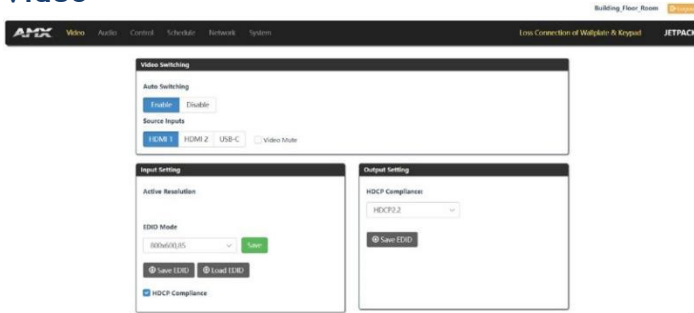 Video
Building_Floor_Room
AMX Video Audio Control Schedule Network System Loss Connection of Wallplate & Keypad JETPACK
Video Switching
Auto Switching
Enable Disable
Source Inputs
HDMI 1 HDMI 2 USB-C Video Mute
Input Setting Output Setting
Active Resolution HDCP Compliance:
HDCP2.2
EDID Mode
800x600,85 Save
Save EDID
Save EDID Load EDID
HDCP Compliance